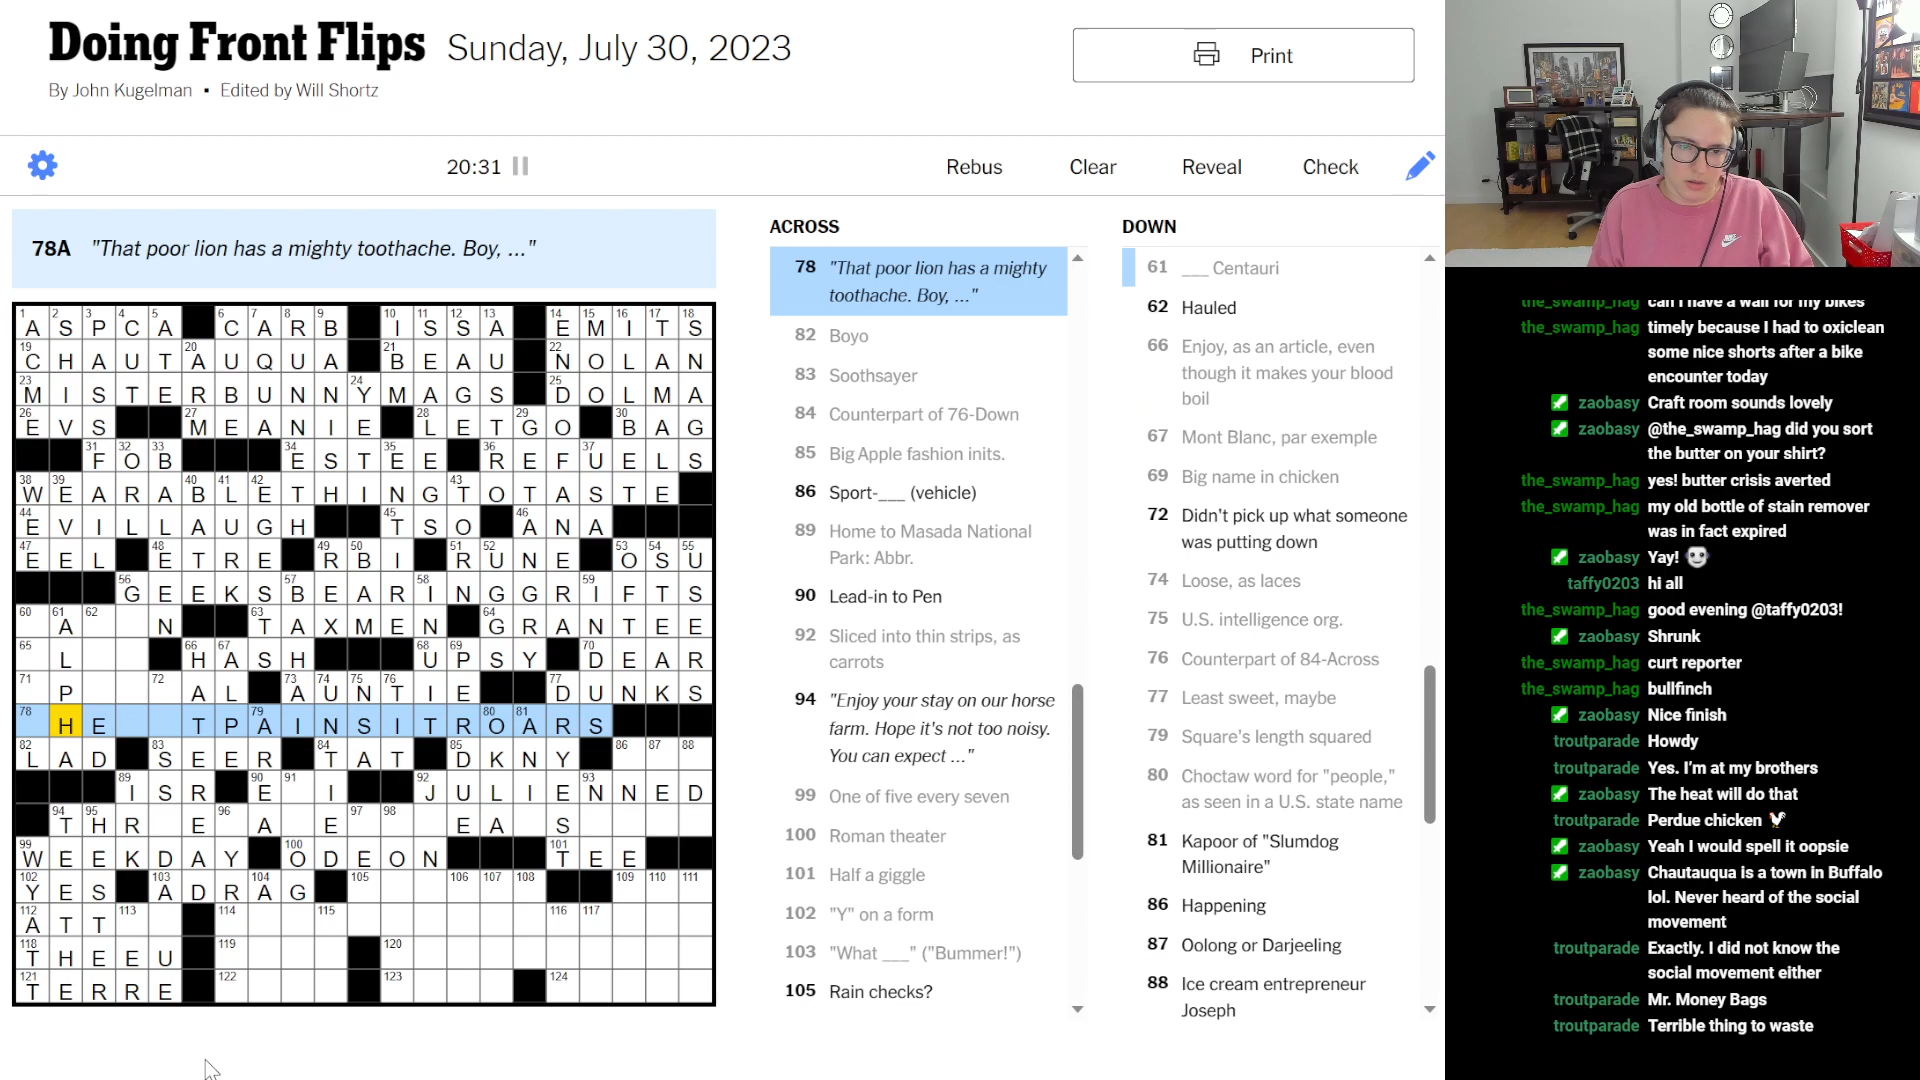 Doing Front Flips Sunday, July 30, 2023
By John Kugelman • Edited by Will Shortz
Print
20:31
Rebus Clear Reveal Check
78A "That poor lion has a mighty toothache. Boy, ..."
ACROSS
78 "That poor lion has a mighty
toothache. Boy, ..."
82 Boyo
83 Soothsayer
84 Counterpart of 76-Down
85 Big Apple fashion inits.
86 Sport-___ (vehicle)
89 Home to Masada National
Park: Abbr.
90 Lead-in to Pen
92 Sliced into thin strips, as
carrots
94 "Enjoy your stay on our horse
farm. Hope it's not too noisy.
You can expect ..."
99 One of five every seven
100 Roman theater
101 Half a giggle
102 "Y" on a form
103 "What ___" ("Bummer!")
105 Rain checks?
DOWN
61 ___ Centauri
62 Hauled
66 Enjoy, as an article, even
though it makes your blood
boil
67 Mont Blanc, par exemple
69 Big name in chicken
72 Didn't pick up what someone
was putting down
74 Loose, as laces
75 U.S. intelligence org.
76 Counterpart of 84-Across
77 Least sweet, maybe
79 Square's length squared
80 Choctaw word for "people,"
as seen in a U.S. state name
81 Kapoor of "Slumdog
Millionaire"
86 Happening
87 Oolong or Darjeeling
88 Ice cream entrepreneur
Joseph
A S P C A C A R B I S S A E M I T S
C H A U T A U Q U A B E A U N O L A N
M I S T E R B U N N Y M A G S D O L M A
E V S M E A N I E L E T G O B A G
F O B E S T E E R E F U E L S
W E A R A B L E T H I N G T O T A S T E
E V I L L A U G H T S O A N A
E E L E T R E R B I R U N E O S U
G E E K S B E A R I N G G R I F T S
A N T A X M E N G R A N T E E
L H A S H U P S Y D E A R
P A L A U N T I E D U N K S
H E T P A I N S I T R O A R S
L A D S E E R T A T D K N Y
I S R E I J U L I E N N E D
T H R E A E E A S
W E E K D A Y O D E O N T E E
Y E S A D R A G
A T T
T H E E U
T E R R E
the_swamp_hag can I have a wall for my bikes
the_swamp_hag timely because I had to oxiclean
some nice shorts after a bike
encounter today
zaobasy Craft room sounds lovely
zaobasy @the_swamp_hag did you sort
the butter on your shirt?
the_swamp_hag yes! butter crisis averted
the_swamp_hag my old bottle of stain remover
was in fact expired
zaobasy Yay!
taffy0203 hi all
the_swamp_hag good evening @taffy0203!
zaobasy Shrunk
the_swamp_hag curt reporter
the_swamp_hag bullfinch
zaobasy Nice finish
troutparade Howdy
troutparade Yes. I'm at my brothers
zaobasy The heat will do that
troutparade Perdue chicken
zaobasy Yeah I would spell it oopsie
zaobasy Chautauqua is a town in Buffalo
lol. Never heard of the social
movement
troutparade Exactly. I did not know the
social movement either
troutparade Mr. Money Bags
troutparade Terrible thing to waste